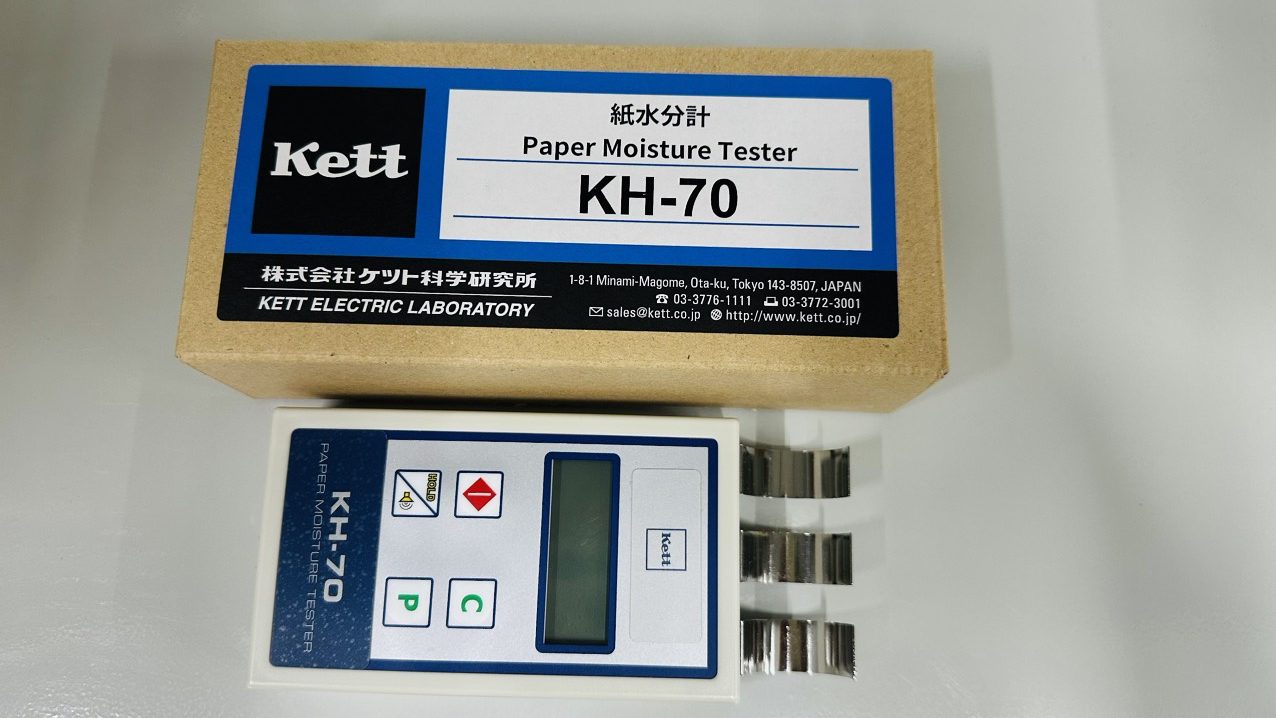 Kett
紙水分計
Paper Moisture Tester
KH-70
株式会社ケツト科学研究所
KETT ELECTRIC LABORATORY
1-8-1 Minami-Magome, Ota-ku, Tokyo 143-8507, JAPAN
03-3776-1111 03-3772-3001
sales@kett.co.jp http://www.kett.co.jp/
Kett
HOLD
C
P
KH-70
PAPER MOISTURE TESTER